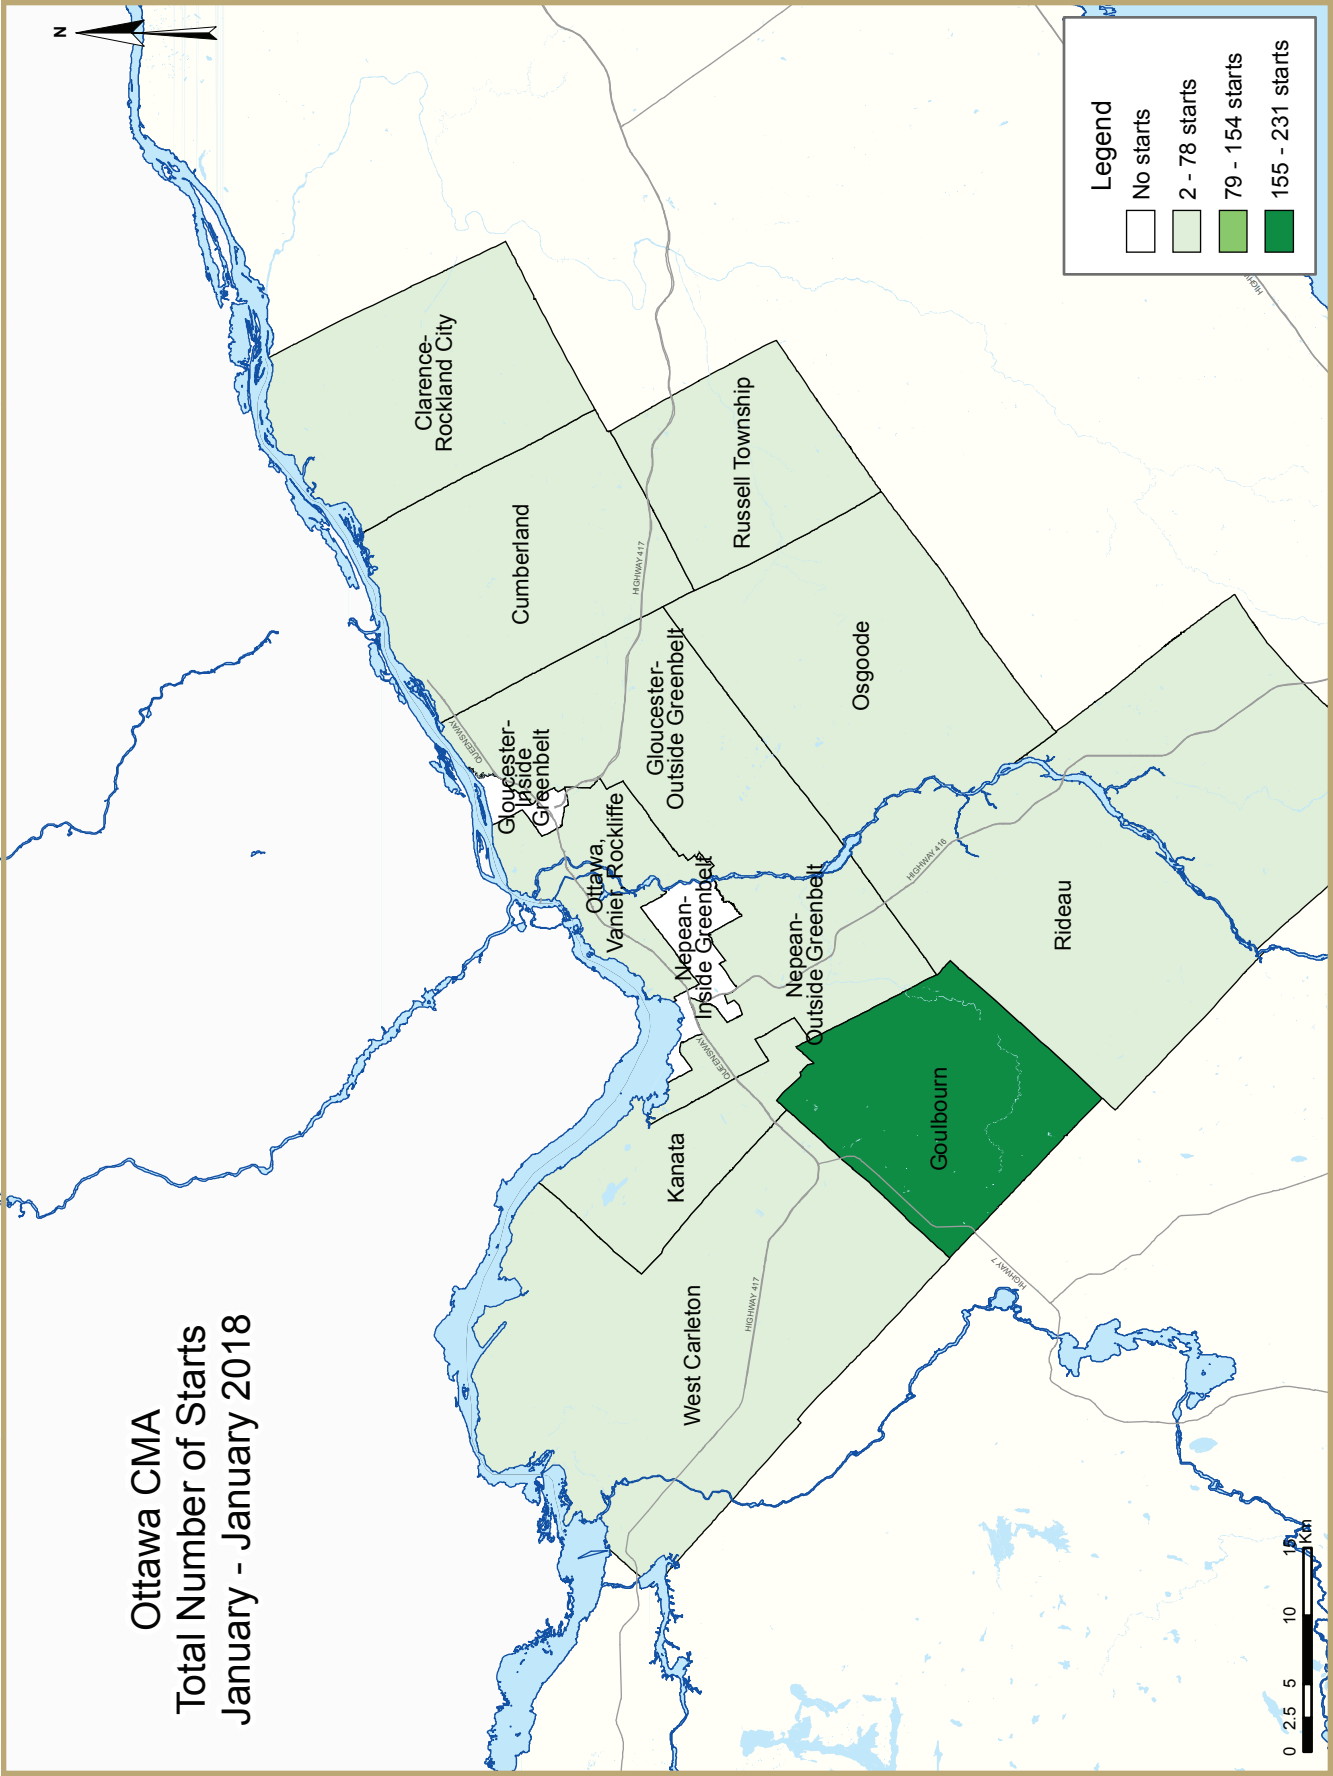 Ottawa CMA
Total Number of Starts
January - January 2018
N
Clarence-
Rockland City
Cumberland
Russell Township
HIGHWAY 417
QUEENSWAY
Gloucester-
Inside
Greenbelt
Gloucester-
Outside Greenbelt
Osgoode
Ottawa,
Vanier, Rockliffe
Nepean-
Inside Greenbelt
Nepean-
Outside Greenbelt
HIGHWAY 416
Rideau
QUEENSWAY
Kanata
Goulbourn
West Carleton
HIGHWAY 417
HIGHWAY 7
Legend
No starts
2 - 78 starts
79 - 154 starts
155 - 231 starts
0 2.5 5 10 15
Km